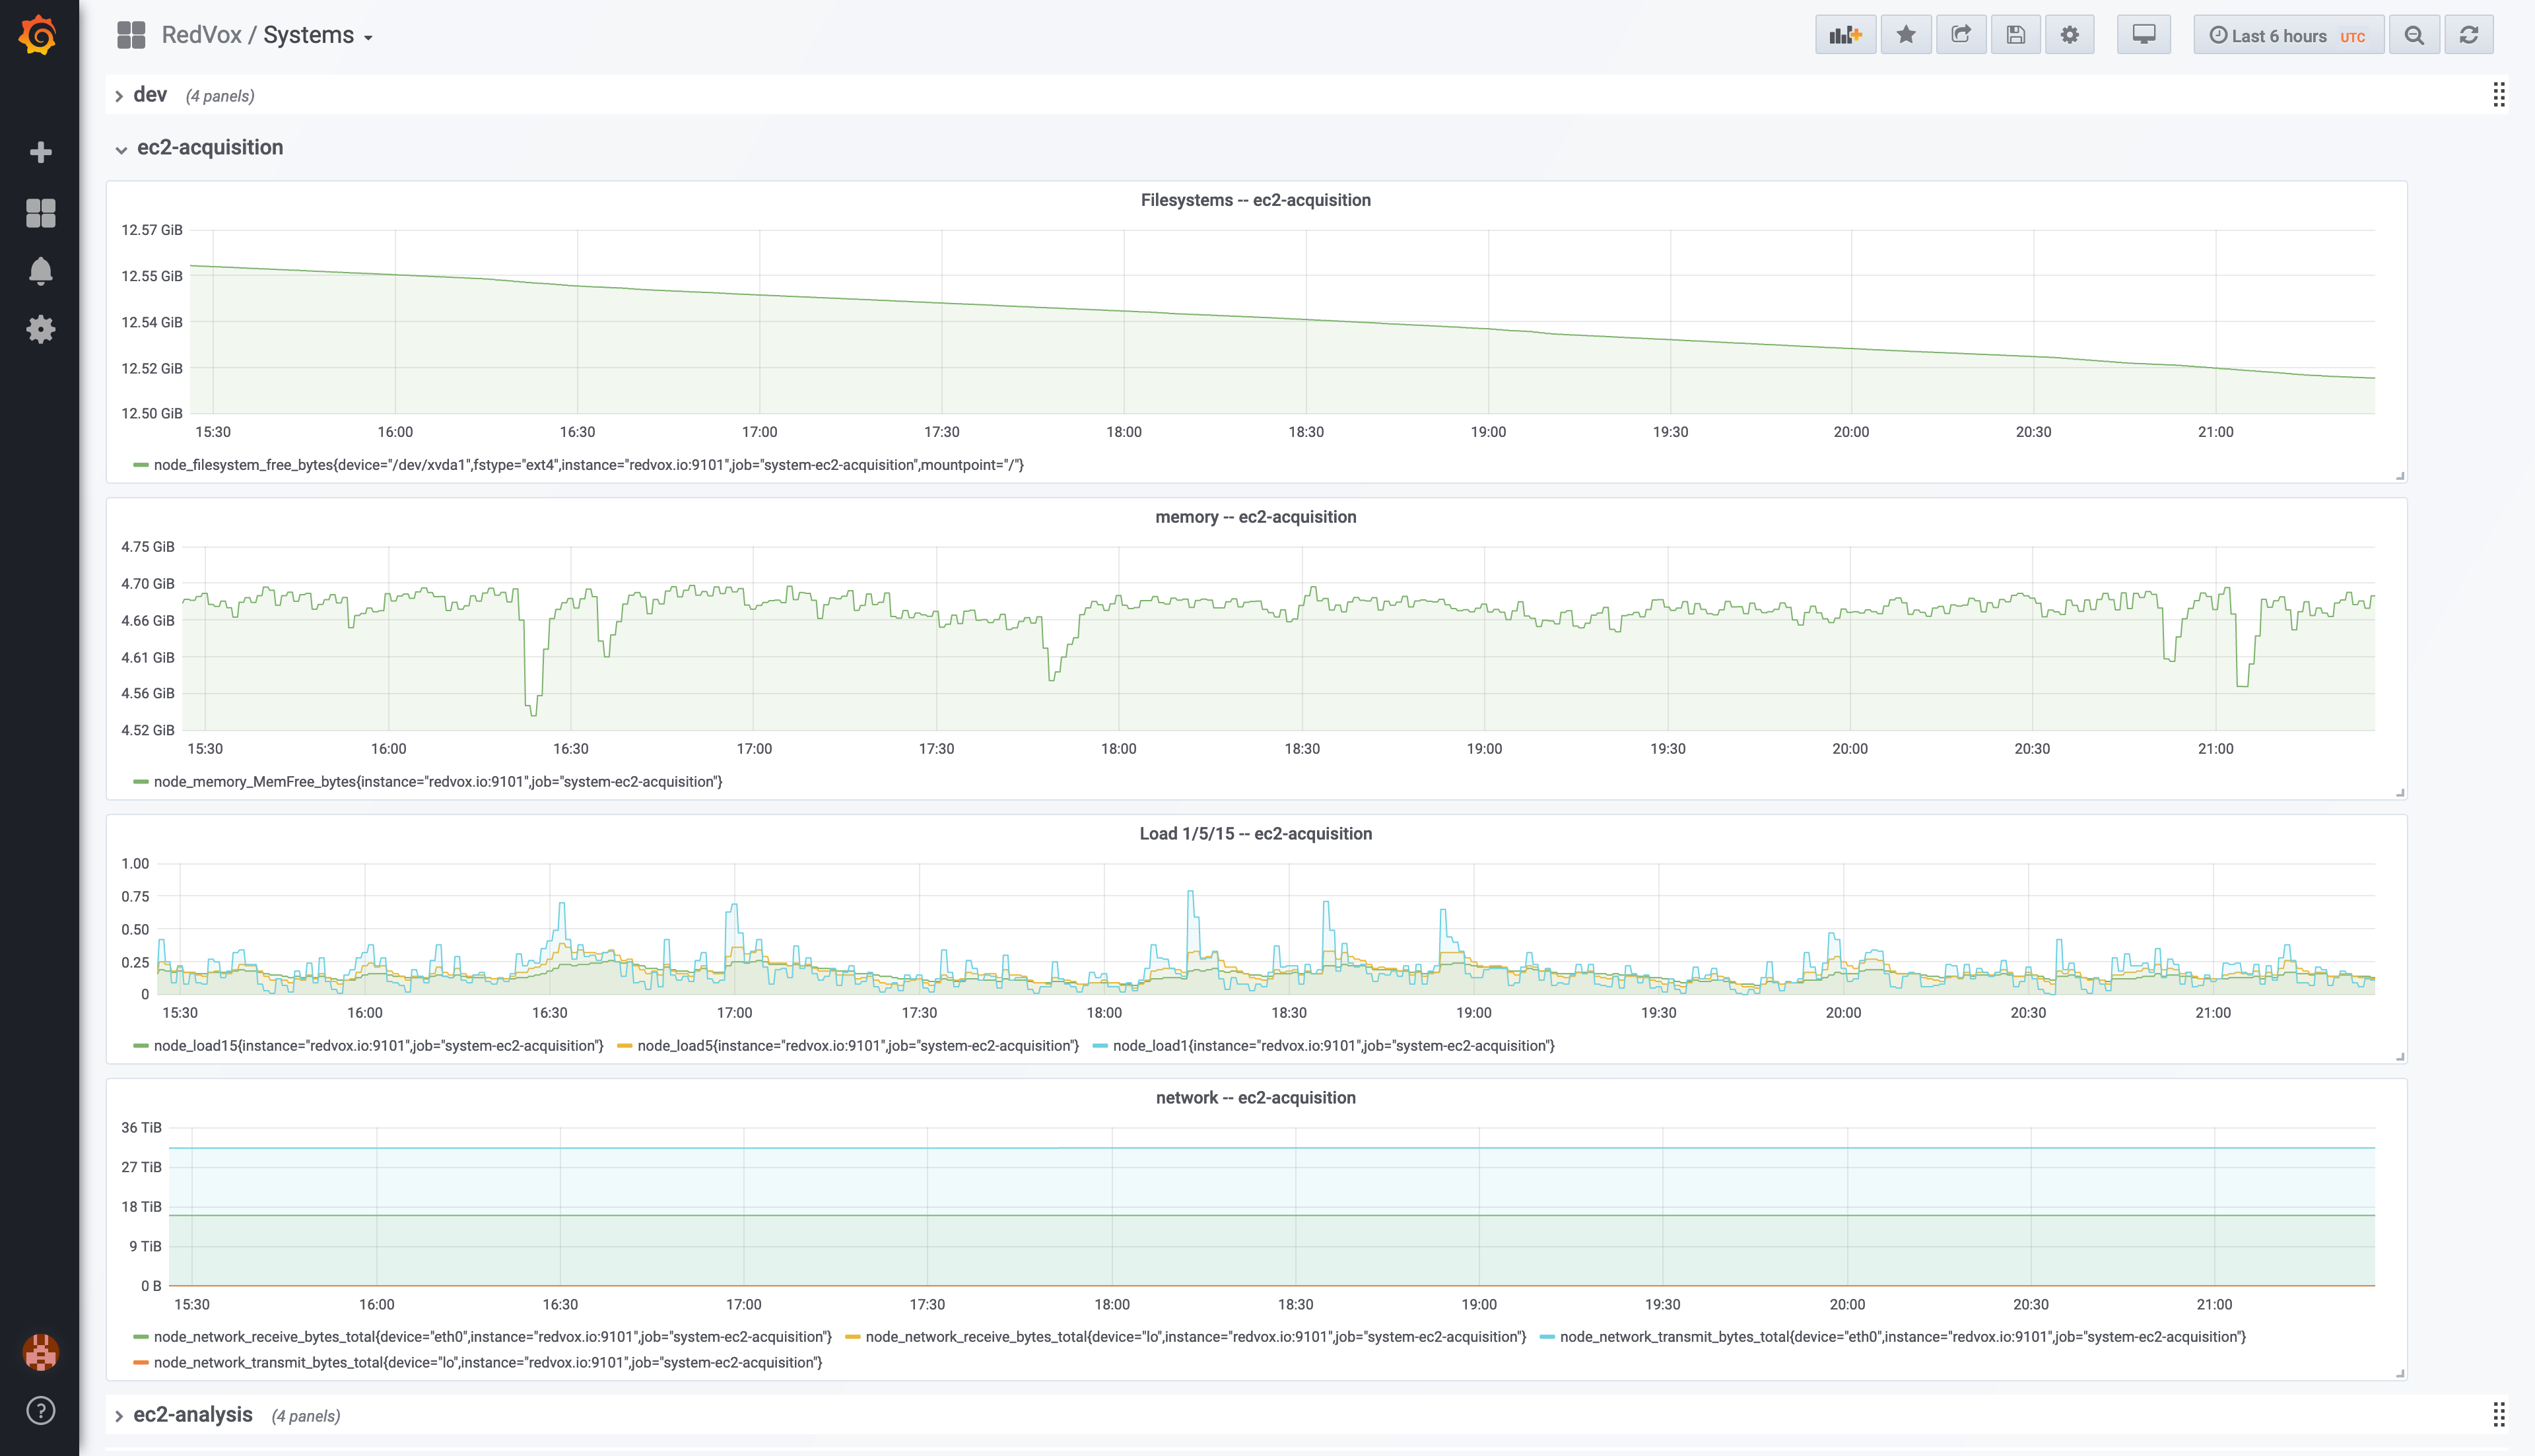 RedVox / Systems
Last 6 hours UTC
dev (4 panels)
ec2-acquisition
Filesystems -- ec2-acquisition
12.57 GiB
12.55 GiB
12.54 GiB
12.52 GiB
12.50 GiB
15:30 16:00 16:30 17:00 17:30 18:00 18:30 19:00 19:30 20:00 20:30 21:00
node_filesystem_free_bytes{device="/dev/xvda1",fstype="ext4",instance="redvox.io:9101",job="system-ec2-acquisition",mountpoint="/"}
memory -- ec2-acquisition
4.75 GiB
4.70 GiB
4.66 GiB
4.61 GiB
4.56 GiB
4.52 GiB
15:30 16:00 16:30 17:00 17:30 18:00 18:30 19:00 19:30 20:00 20:30 21:00
node_memory_MemFree_bytes{instance="redvox.io:9101",job="system-ec2-acquisition"}
Load 1/5/15 -- ec2-acquisition
1.00
0.75
0.50
0.25
0
15:30 16:00 16:30 17:00 17:30 18:00 18:30 19:00 19:30 20:00 20:30 21:00
node_load15{instance="redvox.io:9101",job="system-ec2-acquisition"} node_load5{instance="redvox.io:9101",job="system-ec2-acquisition"} node_load1{instance="redvox.io:9101",job="system-ec2-acquisition"}
network -- ec2-acquisition
36 TiB
27 TiB
18 TiB
9 TiB
0 B
15:30 16:00 16:30 17:00 17:30 18:00 18:30 19:00 19:30 20:00 20:30 21:00
node_network_receive_bytes_total{device="eth0",instance="redvox.io:9101",job="system-ec2-acquisition"} node_network_receive_bytes_total{device="lo",instance="redvox.io:9101",job="system-ec2-acquisition"} node_network_transmit_bytes_total{device="eth0",instance="redvox.io:9101",job="system-ec2-acquisition"}
node_network_transmit_bytes_total{device="lo",instance="redvox.io:9101",job="system-ec2-acquisition"}
ec2-analysis (4 panels)